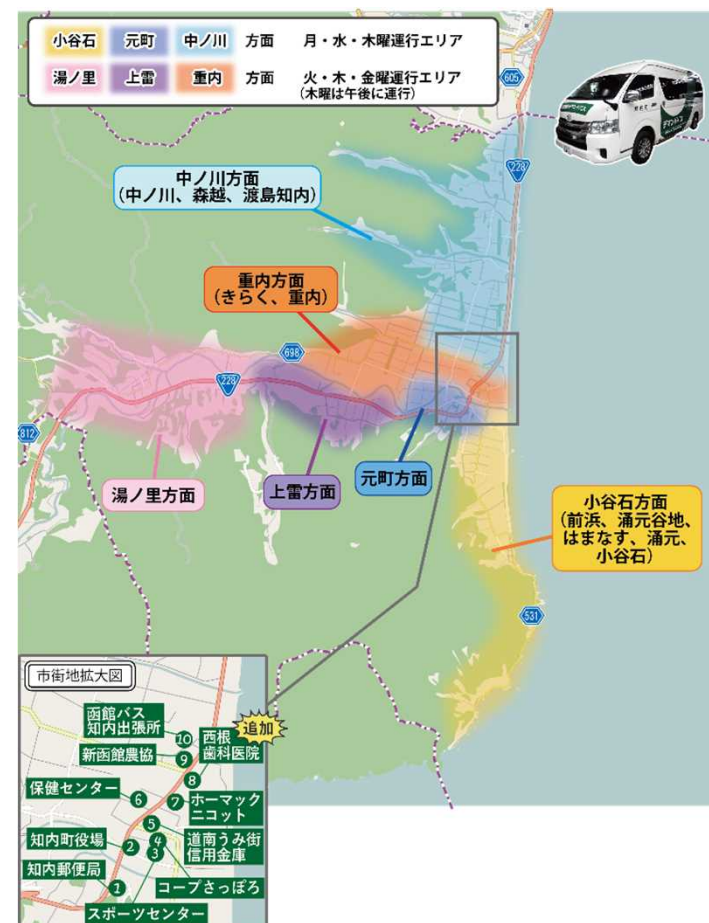 小谷石 元町 中ノ川 方面 月・水・木曜運行エリア
湯ノ里 上雷 重内 方面 火・木・金曜運行エリア
(木曜は午後に運行)
605
228
中ノ川方面
(中ノ川、森越、渡島知内)
重内方面
(きらく、重内)
698
228
812
湯ノ里方面
上雷方面
元町方面
小谷石方面
(前浜、涌元谷地、
はまなす、涌元、
小谷石)
531
市街地拡大図
追加
函館バス
知内出張所
10
西根
歯科医院
新函館農協
9
8
保健センター
6
7
ホーマック
ニコット
5
知内町役場
2
4
3
道南うみ街
信用金庫
知内郵便局
1
コープさっぽろ
スポーツセンター